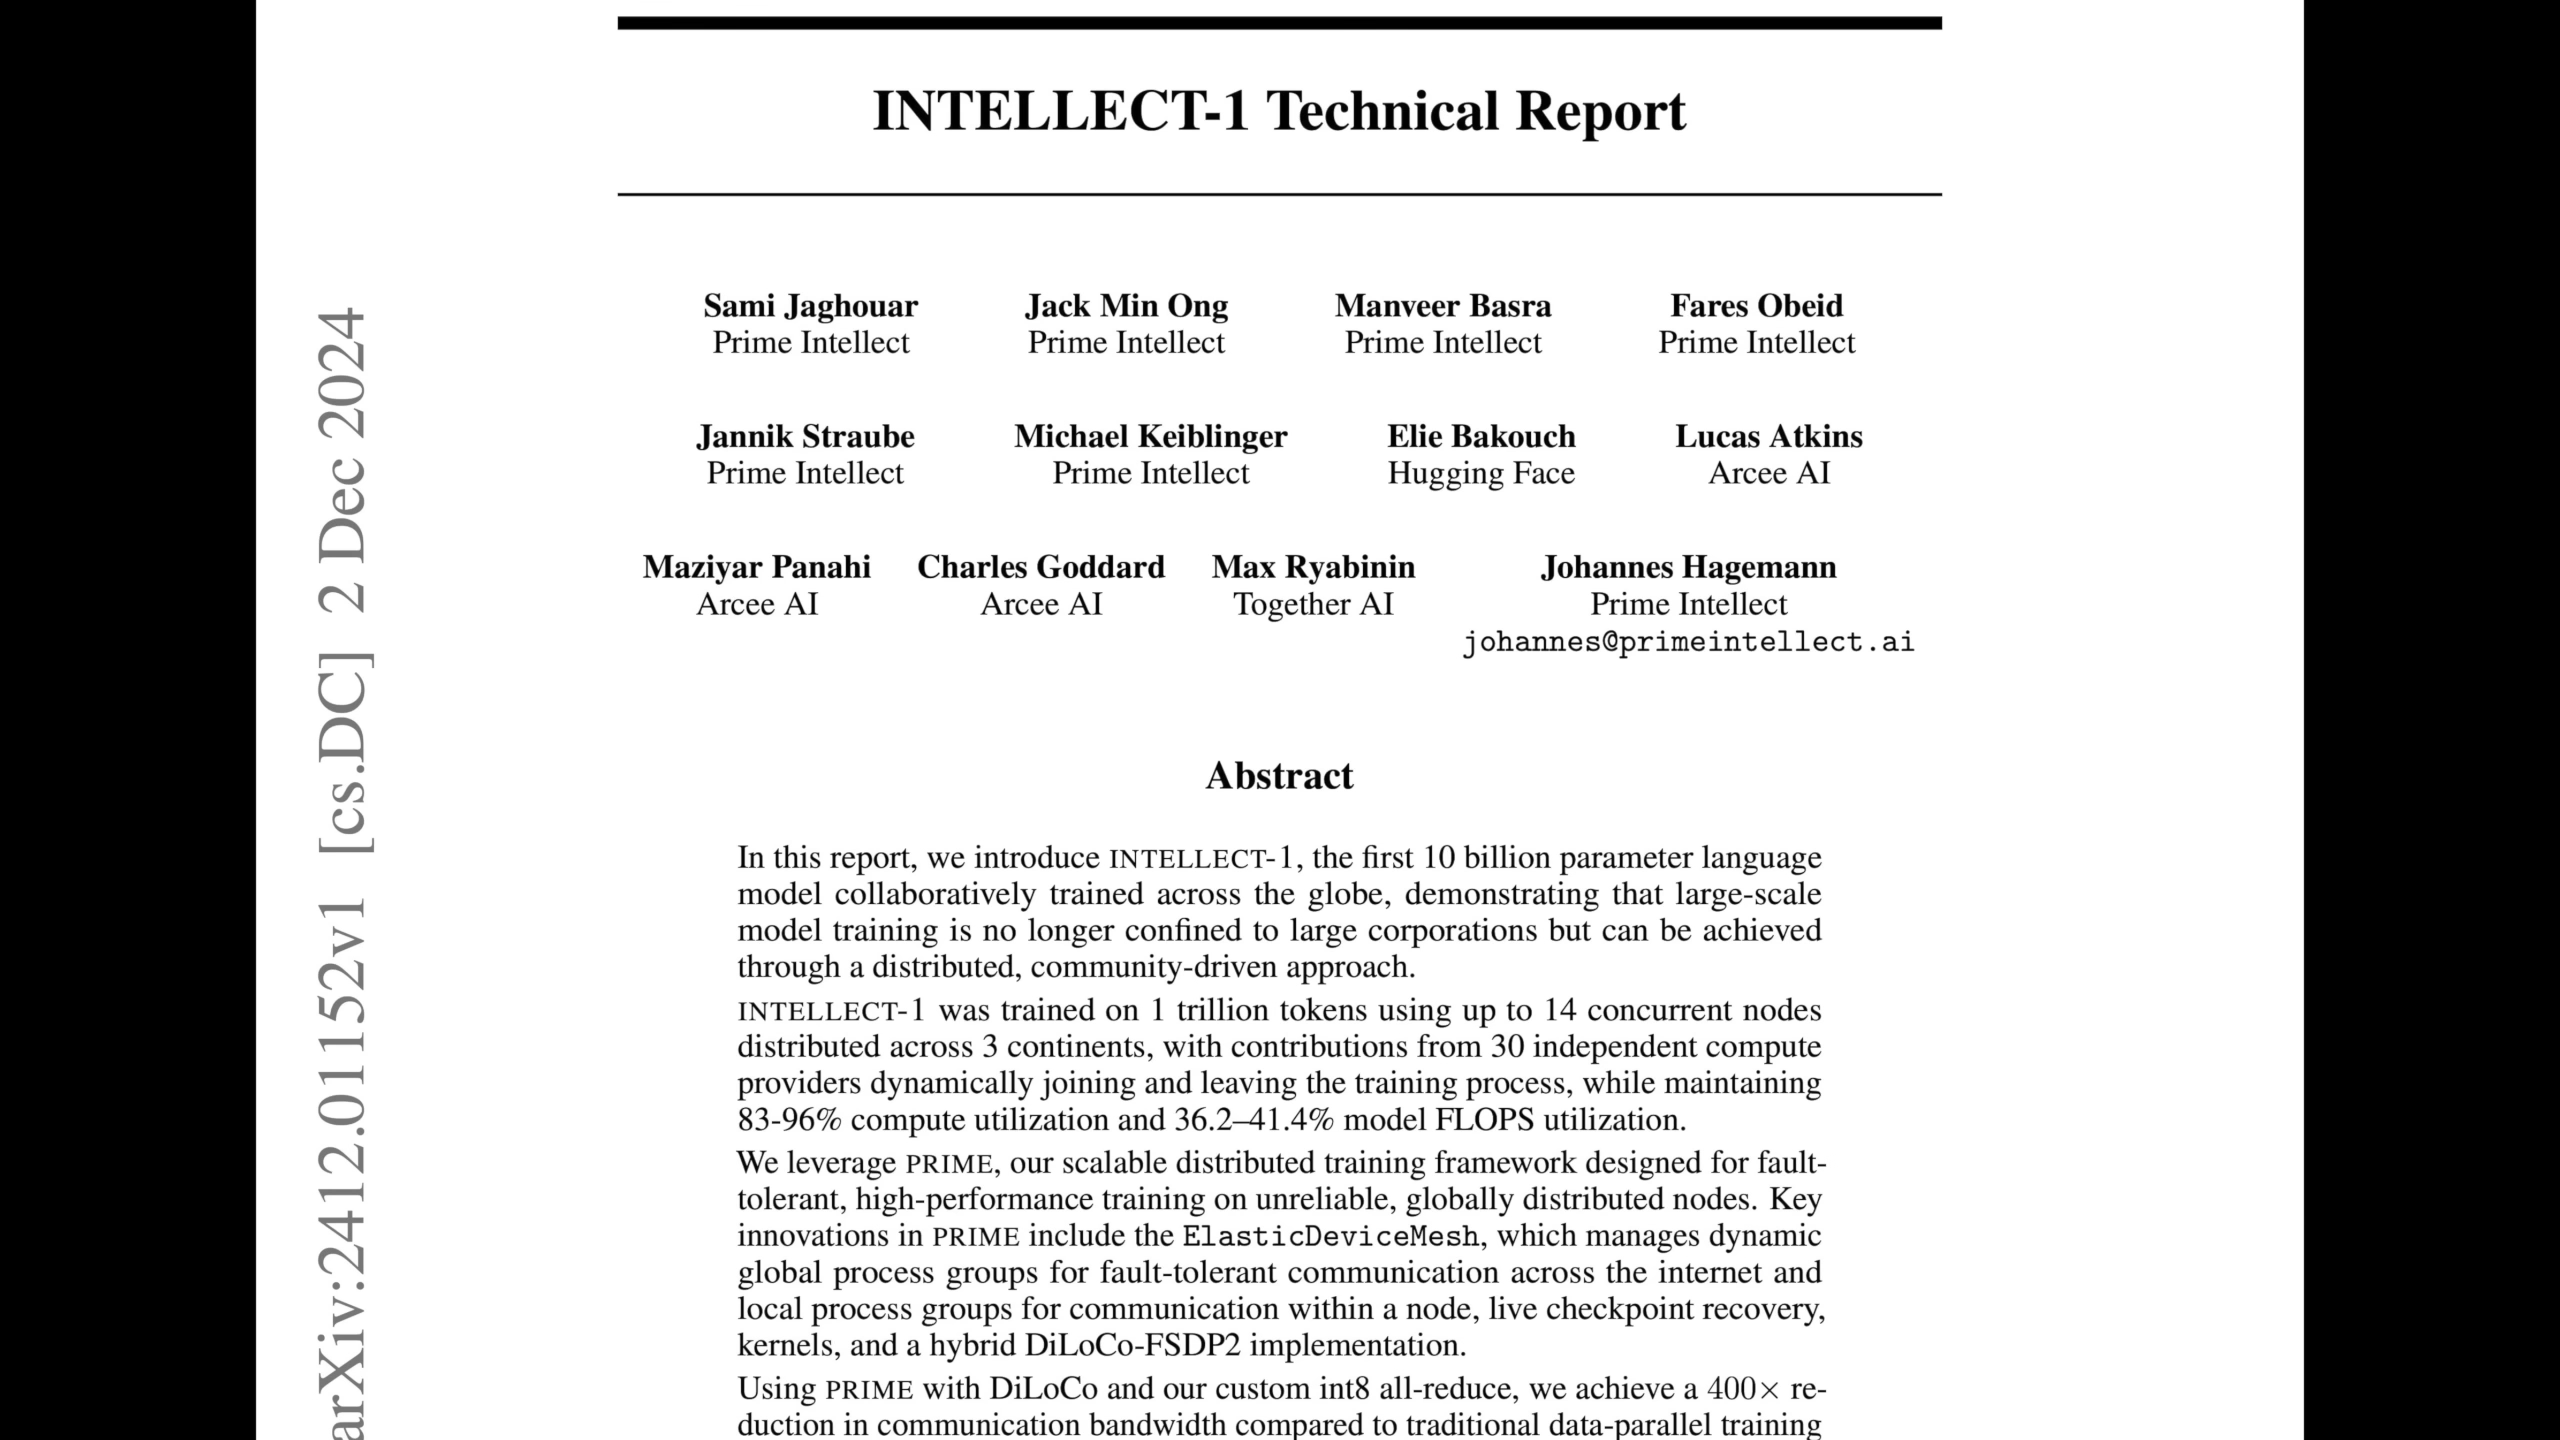 INTELLECT-1 Technical Report
Sami Jaghouar Jack Min Ong Manveer Basra Fares Obeid
Prime Intellect Prime Intellect Prime Intellect Prime Intellect
Jannik Straube Michael Keiblinger Elie Bakouch Lucas Atkins
Prime Intellect Prime Intellect Hugging Face Arcee AI
Maziyar Panahi Charles Goddard Max Ryabinin Johannes Hagemann
Arcee AI Arcee AI Together AI Prime Intellect
johannes@primeintellect.ai
Abstract
In this report, we introduce INTELLECT-1, the first 10 billion parameter language
model collaboratively trained across the globe, demonstrating that large-scale
model training is no longer confined to large corporations but can be achieved
through a distributed, community-driven approach.
INTELLECT-1 was trained on 1 trillion tokens using up to 14 concurrent nodes
distributed across 3 continents, with contributions from 30 independent compute
providers dynamically joining and leaving the training process, while maintaining
83-96% compute utilization and 36.2–41.4% model FLOPS utilization.
We leverage PRIME, our scalable distributed training framework designed for fault-
tolerant, high-performance training on unreliable, globally distributed nodes. Key
innovations in PRIME include the ElasticDeviceMesh, which manages dynamic
global process groups for fault-tolerant communication across the internet and
local process groups for communication within a node, live checkpoint recovery,
kernels, and a hybrid DiLoCo-FSDP2 implementation.
Using PRIME with DiLoCo and our custom int8 all-reduce, we achieve a 400× re-
duction in communication bandwidth compared to traditional data-parallel training
arXiv:2412.01152v1 [cs.DC] 2 Dec 2024